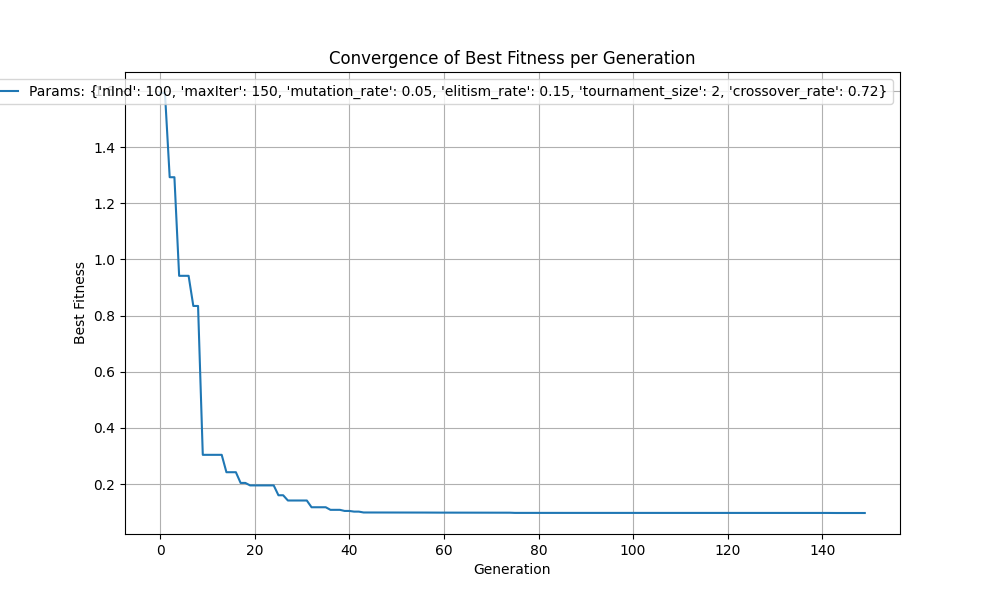 Convergence of Best Fitness per Generation
Params: {'nInd': 100, 'maxIter': 150, 'mutation_rate': 0.05, 'elitism_rate': 0.15, 'tournament_size': 2, 'crossover_rate': 0.72}
1.4
1.2
1.0
0.8
0.6
0.4
0.2
Best Fitness
0 20 40 60 80 100 120 140
Generation